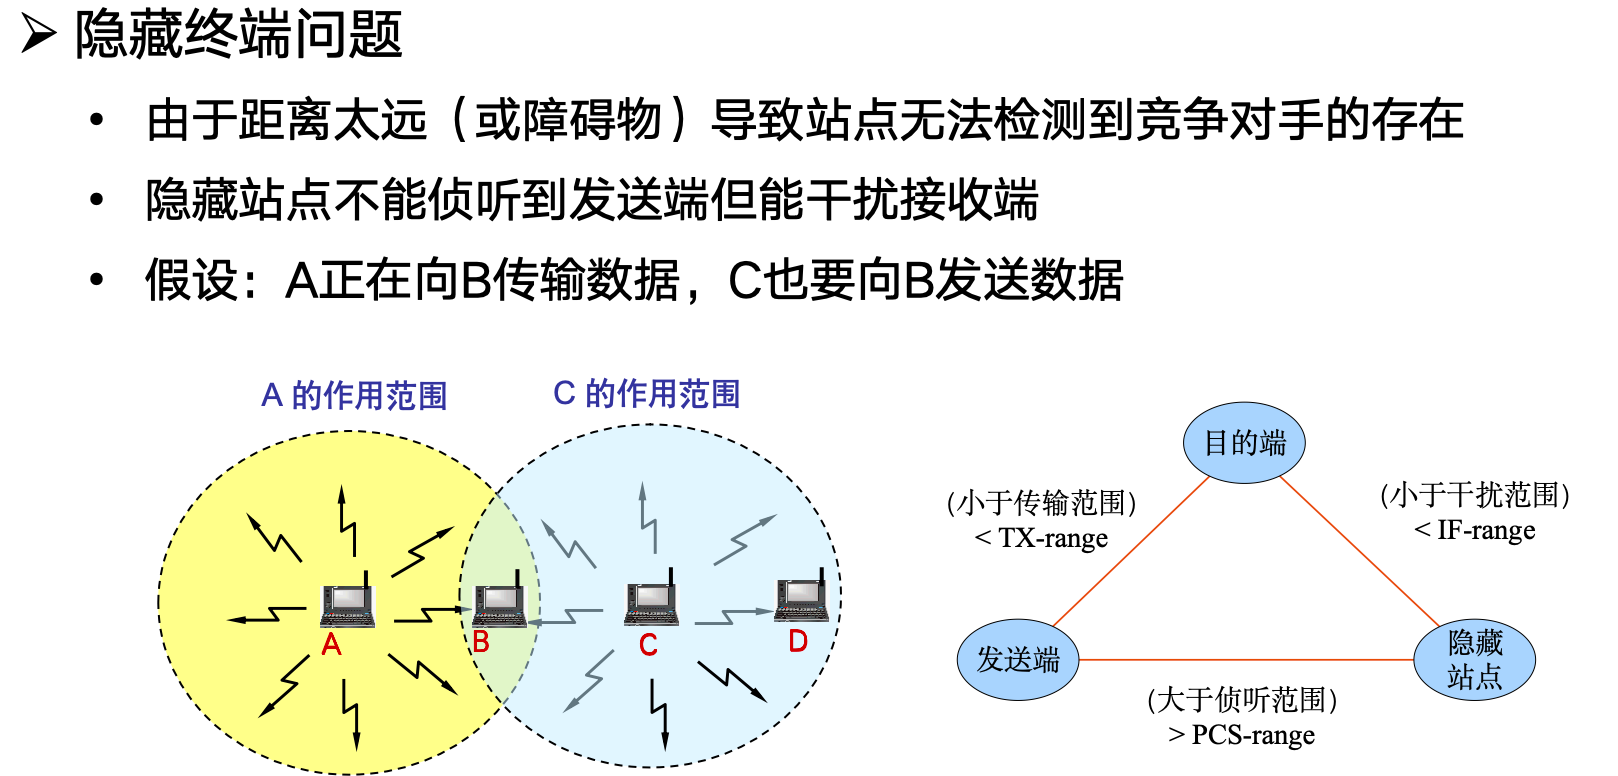 ➢ 隐藏终端问题
• 由于距离太远（或障碍物）导致站点无法检测到竞争对手的存在
• 隐藏站点不能侦听到发送端但能干扰接收端
• 假设：A正在向B传输数据，C也要向B发送数据
A 的作用范围
C 的作用范围
A
B
C
D
目的端
(小于传输范围)
< TX-range
(小于干扰范围)
< IF-range
发送端
隐藏
站点
(大于侦听范围)
> PCS-range